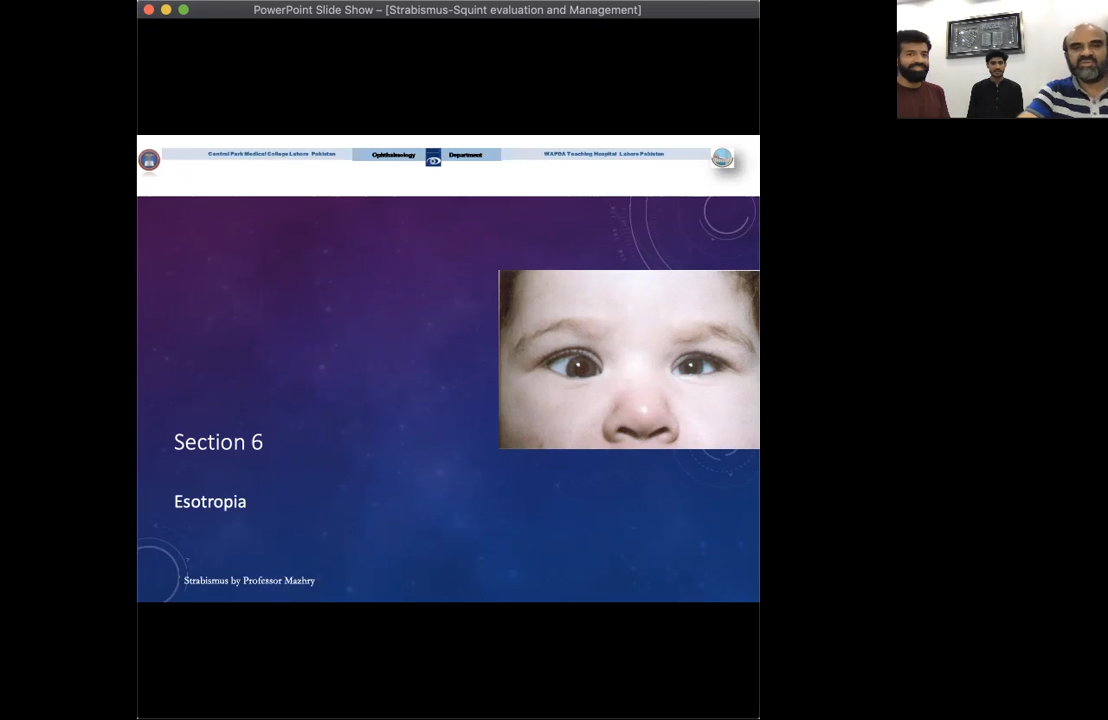 PowerPoint Slide Show – [Strabismus-Squint evaluation and Management]
Central Park Medical College Lahore Pakistan Ophthalmology Department WAPDA Teaching Hospital Lahore Pakistan
Section 6
Esotropia
Strabismus by Professor Mazhry